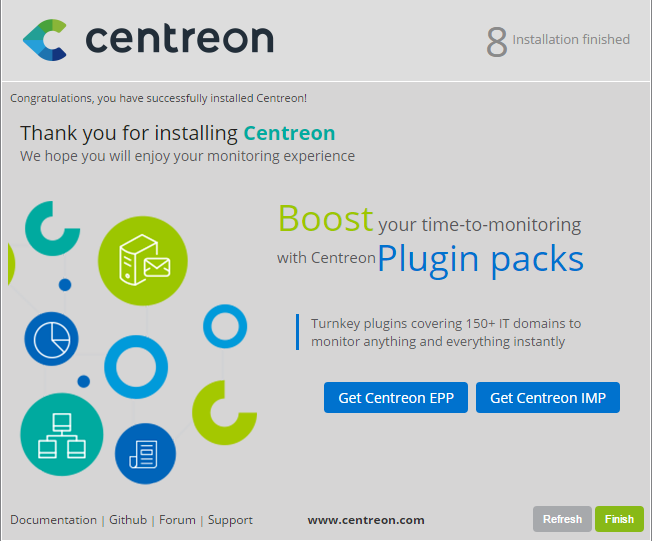 centreon
8 Installation finished
Congratulations, you have successfully installed Centreon!
Thank you for installing Centreon
We hope you will enjoy your monitoring experience
Boost your time-to-monitoring
with Centreon Plugin packs
Turnkey plugins covering 150+ IT domains to
monitor anything and everything instantly
Get Centreon EPP Get Centreon IMP
Documentation | Github | Forum | Support www.centreon.com Refresh Finish